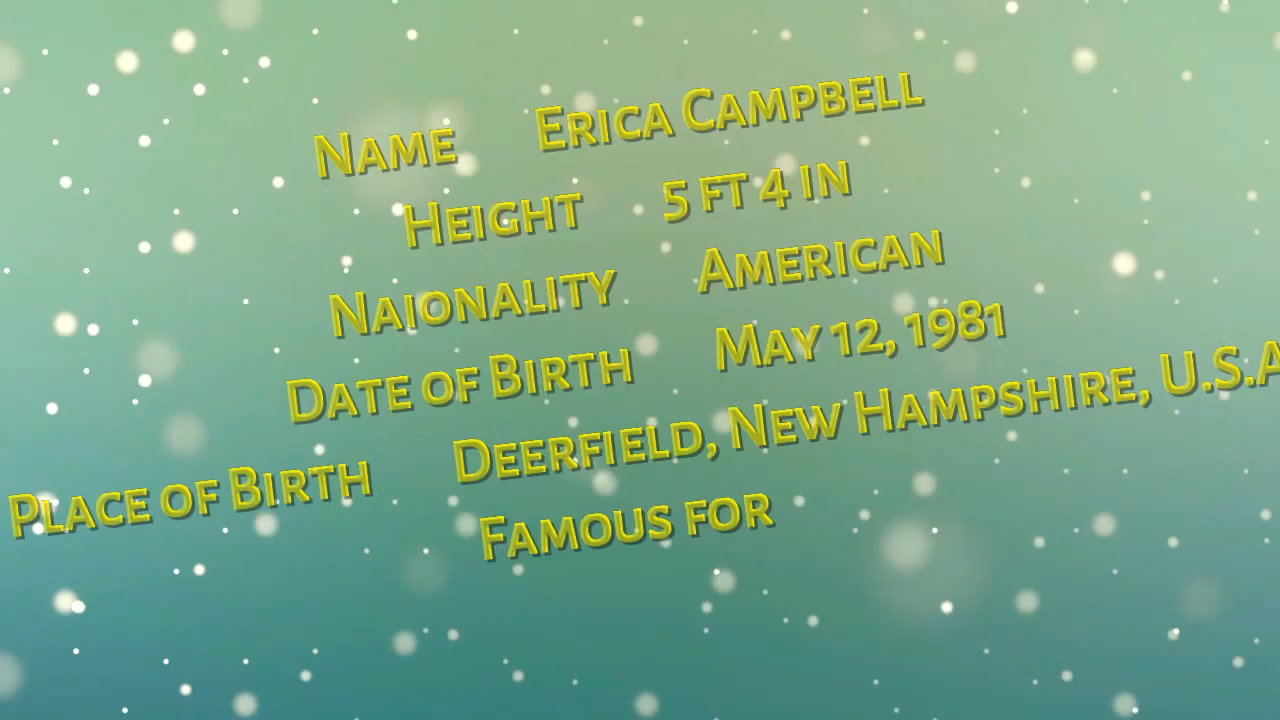 Name Erica Campbell
Height 5 ft 4 in
Naionality American
Date of Birth May 12, 1981
Place of Birth Deerfield, New Hampshire, U.S.A
Famous for